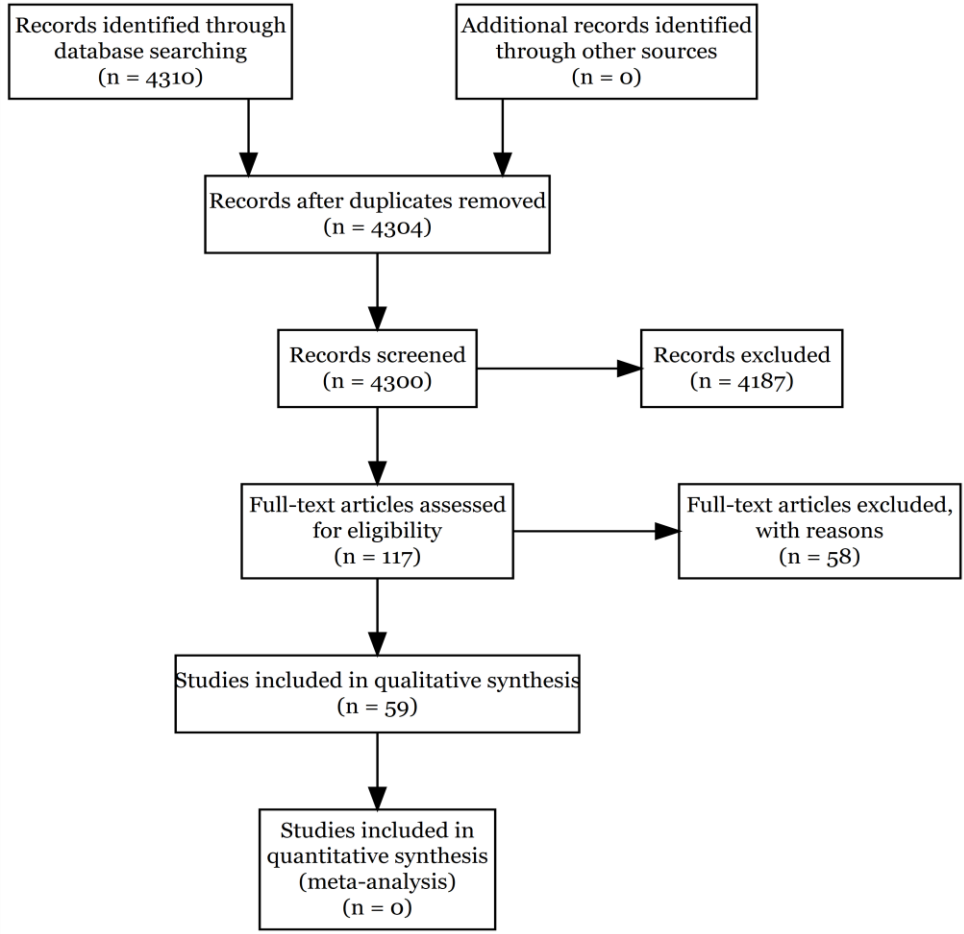 Records identified through
database searching
(n = 4310)
Additional records identified
through other sources
(n = 0)
Records after duplicates removed
(n = 4304)
Records screened
(n = 4300)
Records excluded
(n = 4187)
Full-text articles assessed
for eligibility
(n = 117)
Full-text articles excluded,
with reasons
(n = 58)
Studies included in qualitative synthesis
(n = 59)
Studies included in
quantitative synthesis
(meta-analysis)
(n = 0)